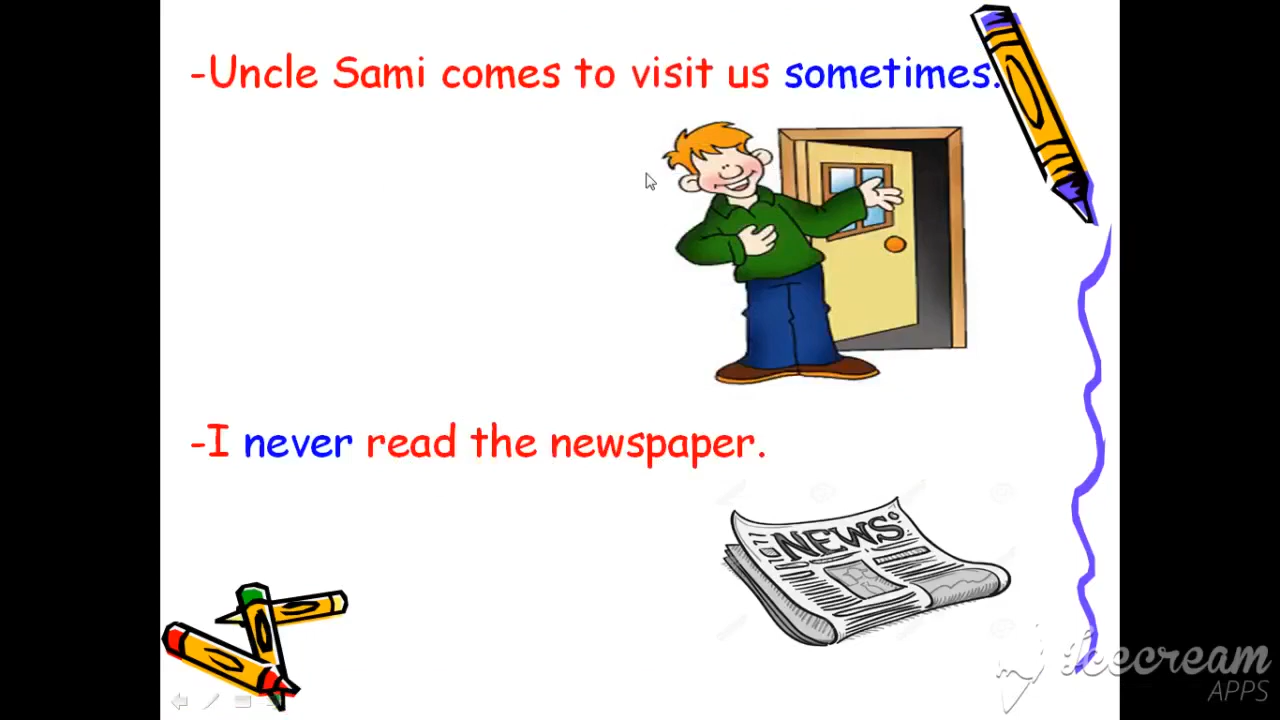 -Uncle Sami comes to visit us sometimes.
-I never read the newspaper.
NEWS
Icecream
APPS